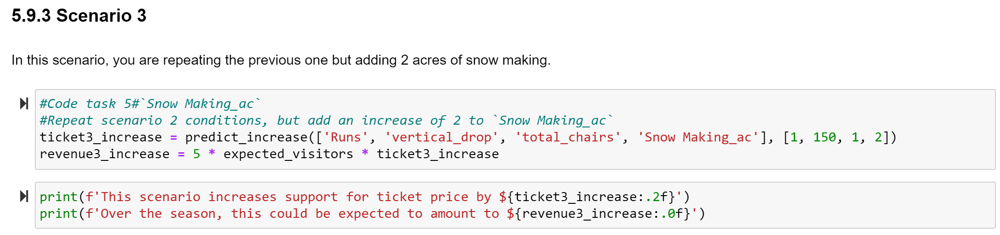 5.9.3 Scenario 3
In this scenario, you are repeating the previous one but adding 2 acres of snow making.
#Code task 5#`Snow Making_ac`
#Repeat scenario 2 conditions, but add an increase of 2 to `Snow Making_ac`
ticket3_increase = predict_increase(['Runs', 'vertical_drop', 'total_chairs', 'Snow Making_ac'], [1, 150, 1, 2])
revenue3_increase = 5 * expected_visitors * ticket3_increase
print(f'This scenario increases support for ticket price by ${ticket3_increase:.2f}')
print(f'Over the season, this could be expected to amount to ${revenue3_increase:.0f}')